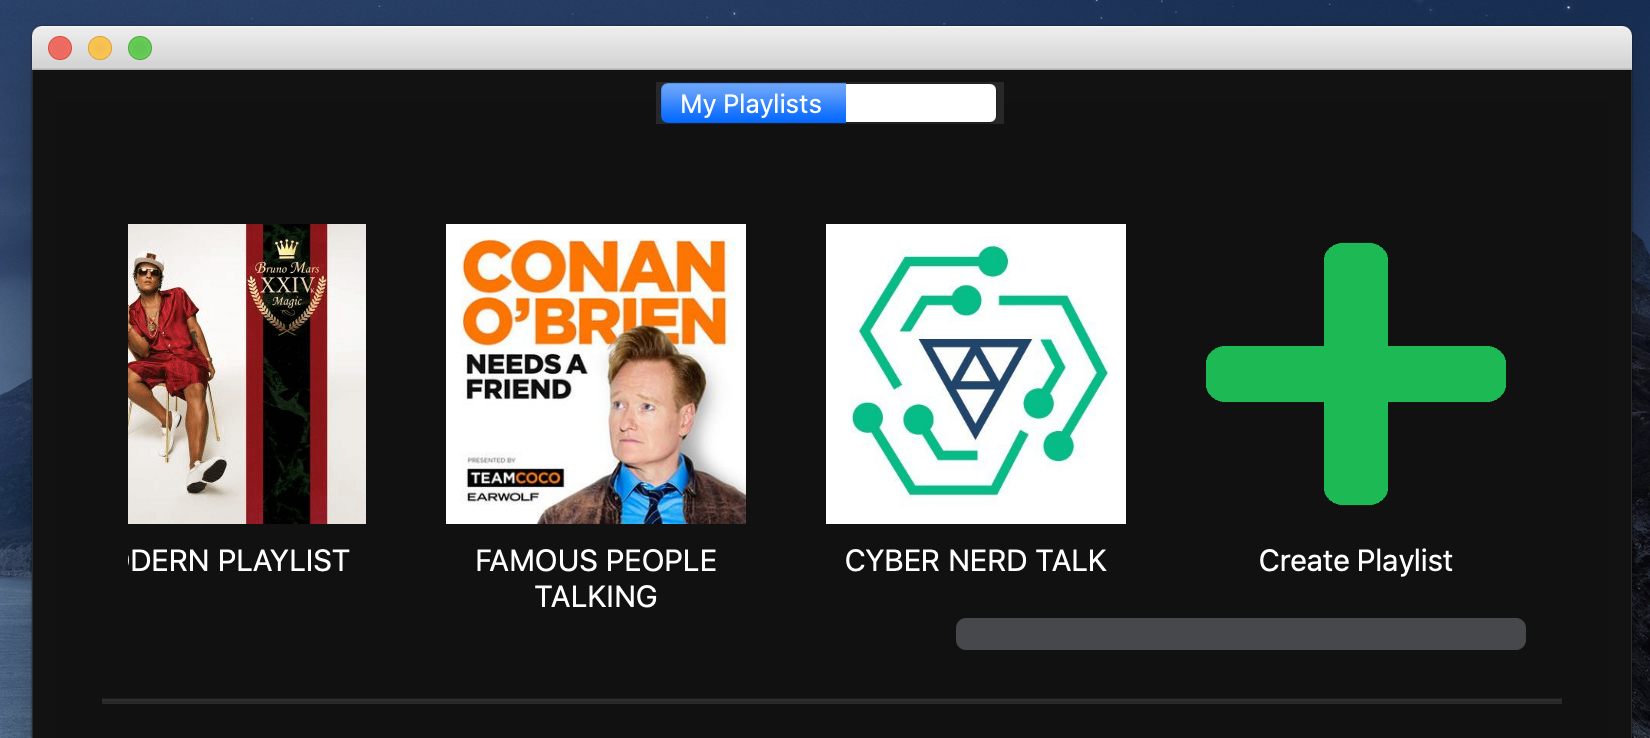 My Playlists
Bruno Mars
XXIV
Magic
CONAN
O'BRIEN
NEEDS A
FRIEND
PRESENTED BY
TEAMCOCO
EARWOLF
DERN PLAYLIST
FAMOUS PEOPLE
TALKING
CYBER NERD TALK
Create Playlist